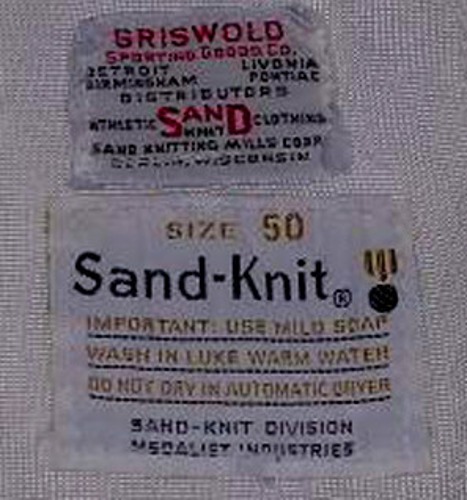 GRISWOLD
SPORTING GOODS CO.
DETROIT LIVONIA
BIRMINGHAM PONTIAC
DISTRIBUTORS
ATHLETIC SAND KNIT CLOTHING
SAND KNITTING MILLS CORP.
BERLIN, WISCONSIN
SIZE 50
Sand-Knit®
IMPORTANT: USE MILD SOAP
WASH IN LUKE WARM WATER
DO NOT DRY IN AUTOMATIC DRYER
SAND-KNIT DIVISION
MEDALIST INDUSTRIES